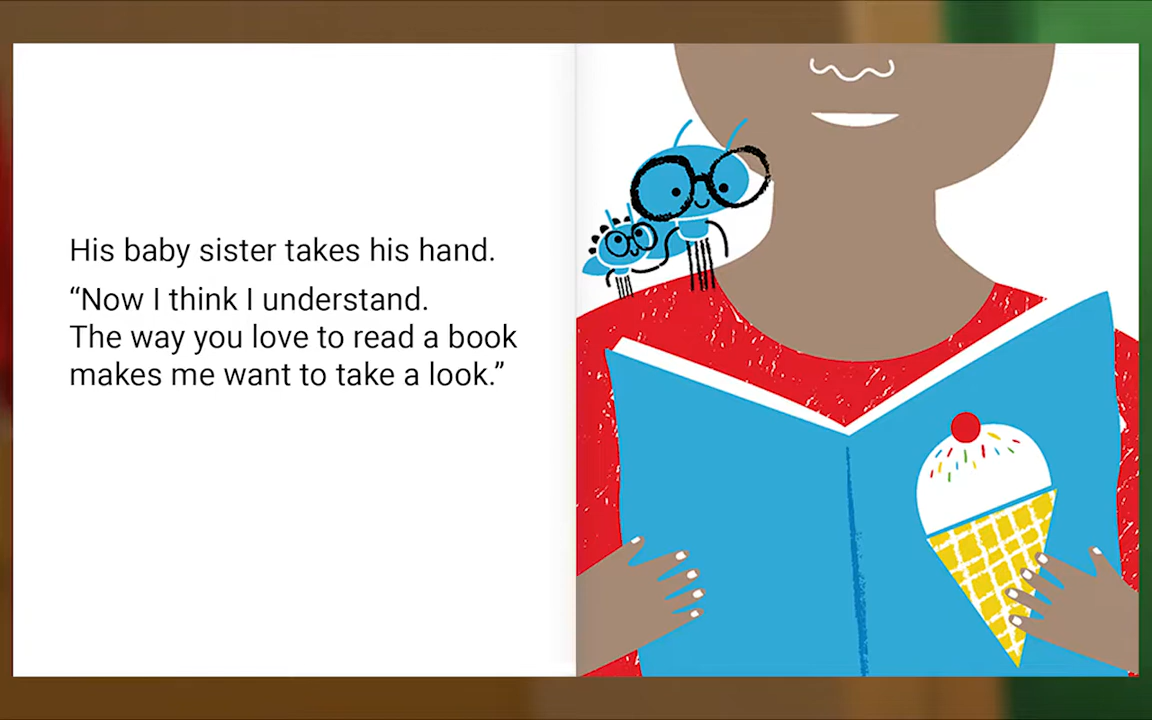 His baby sister takes his hand.
“Now I think I understand.
The way you love to read a book
makes me want to take a look.”